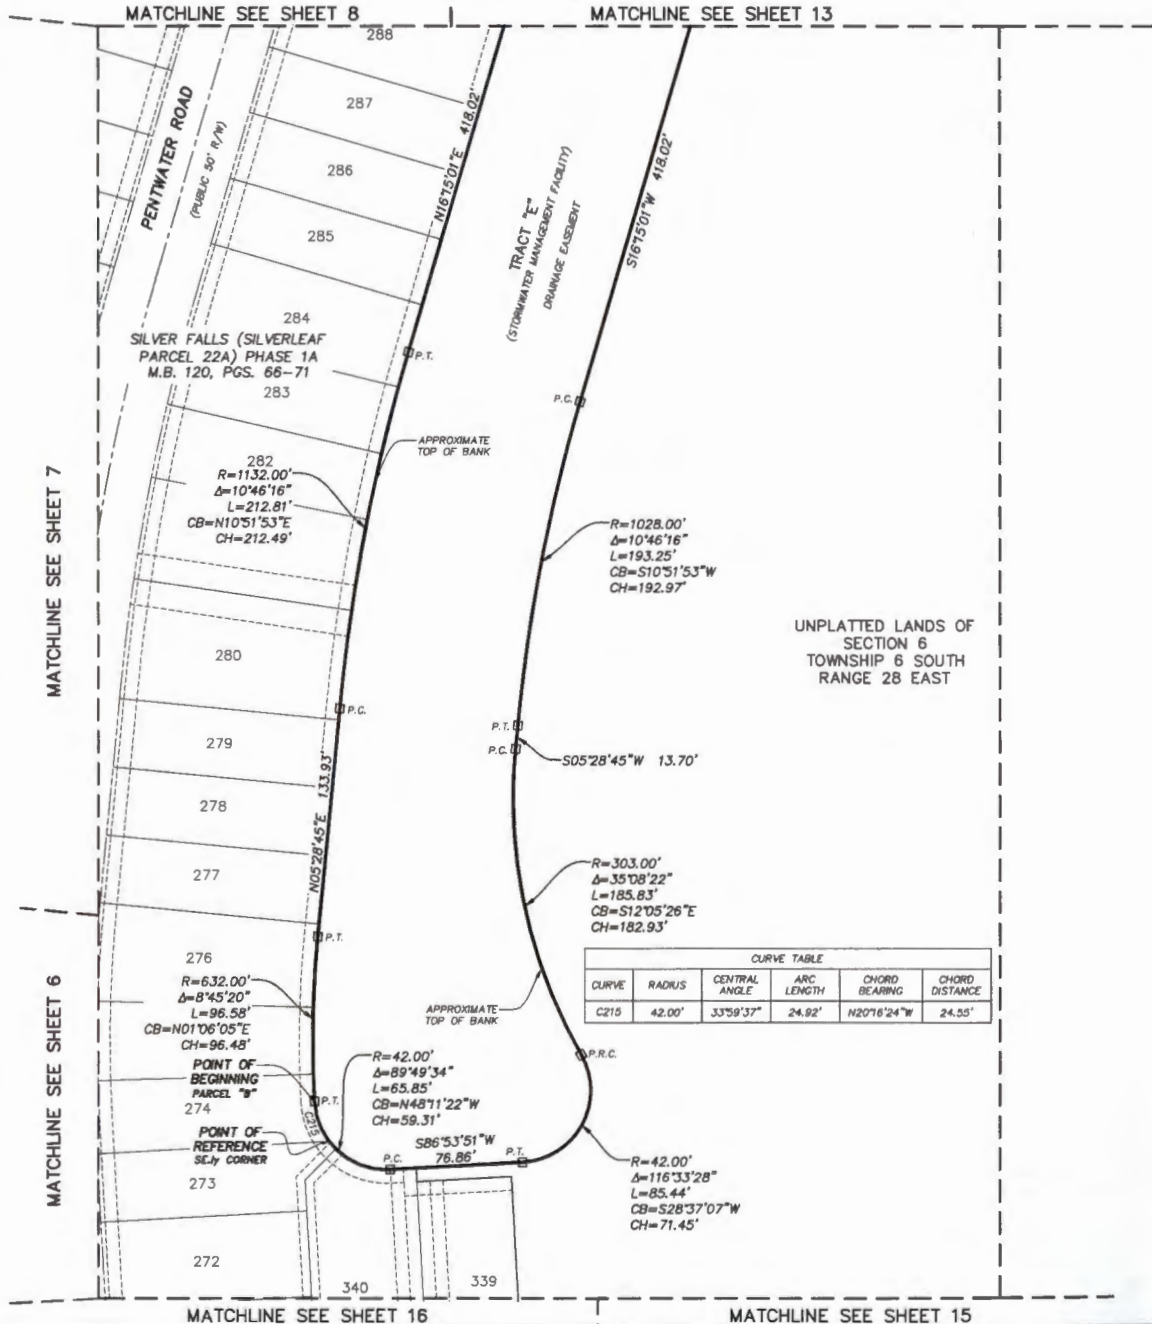 MATCHLINE SEE SHEET 8
MATCHLINE SEE SHEET 13
288
287
286
285
284
PENTWATER ROAD
(PUBLIC 50' R/W)
N16°15'01"E 418.02'
TRACT "E"
(STORMWATER MANAGEMENT FACILITY)
DRAINAGE EASEMENT
S16°15'01"W 418.02'
SILVER FALLS (SILVERLEAF
PARCEL 22A) PHASE 1A
M.B. 120, PGS. 66-71
P.T.
283
P.C.
APPROXIMATE
TOP OF BANK
282
R=1132.00'
Δ=10°46'16"
L=212.81'
CB=N10°51'53"E
CH=212.49'
MATCHLINE SEE SHEET 7
R=1028.00'
Δ=10°46'16"
L=193.25'
CB=S10°51'53"W
CH=192.97'
UNPLATTED LANDS OF
SECTION 6
TOWNSHIP 6 SOUTH
RANGE 28 EAST
280
P.C.
279
P.T.
P.C.
S05°28'45"W 13.70'
N05°28'45"E 133.93'
278
277
R=303.00'
Δ=35°08'22"
L=185.83'
CB=S12°05'26"E
CH=182.93'
P.T.
276
MATCHLINE SEE SHEET 6
R=632.00'
Δ=8°45'20"
L=96.58'
CB=N01°06'05"E
CH=96.48'
CURVE TABLE
CURVE RADIUS CENTRAL ANGLE ARC LENGTH CHORD BEARING CHORD DISTANCE
C215 42.00' 33°59'37" 24.92' N20°16'24"W 24.55'
APPROXIMATE
TOP OF BANK
P.R.C.
POINT OF
BEGINNING
PARCEL "B"
P.T.
274
C215
R=42.00'
Δ=89°49'34"
L=65.85'
CB=N48°11'22"W
CH=59.31'
POINT OF
REFERENCE
SE.ly CORNER
S86°53'51"W
76.86'
P.C.
P.T.
R=42.00'
Δ=116°33'28"
L=85.44'
CB=S28°37'07"W
CH=71.45'
273
272
340
339
MATCHLINE SEE SHEET 16
MATCHLINE SEE SHEET 15